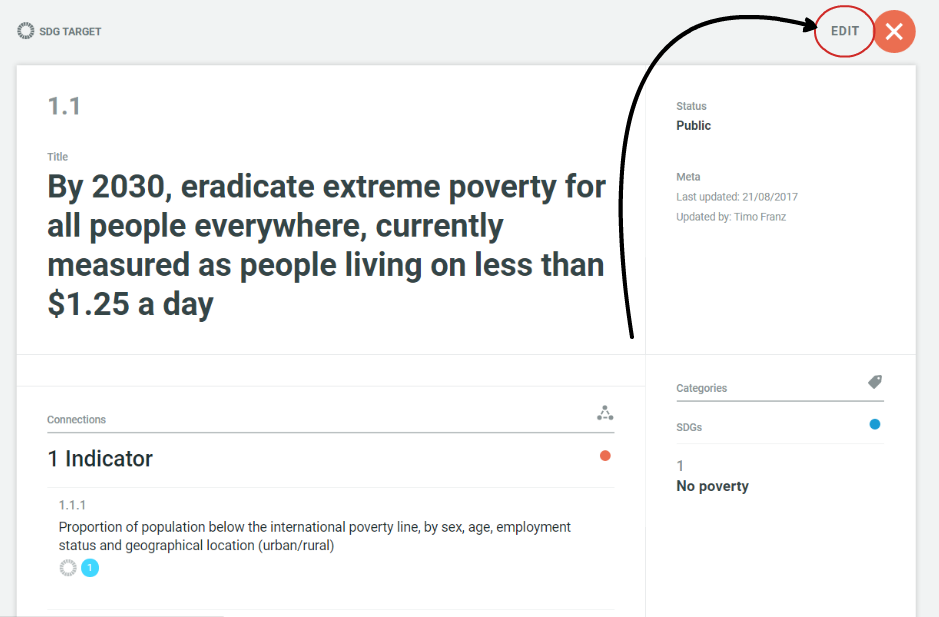 SDG TARGET
EDIT
1.1
Title
By 2030, eradicate extreme poverty for
all people everywhere, currently
measured as people living on less than
$1.25 a day
Status
Public
Meta
Last updated: 21/08/2017
Updated by: Timo Franz
Connections
1 Indicator
1.1.1
Proportion of population below the international poverty line, by sex, age, employment
status and geographical location (urban/rural)
1
Categories
SDGs
1
No poverty